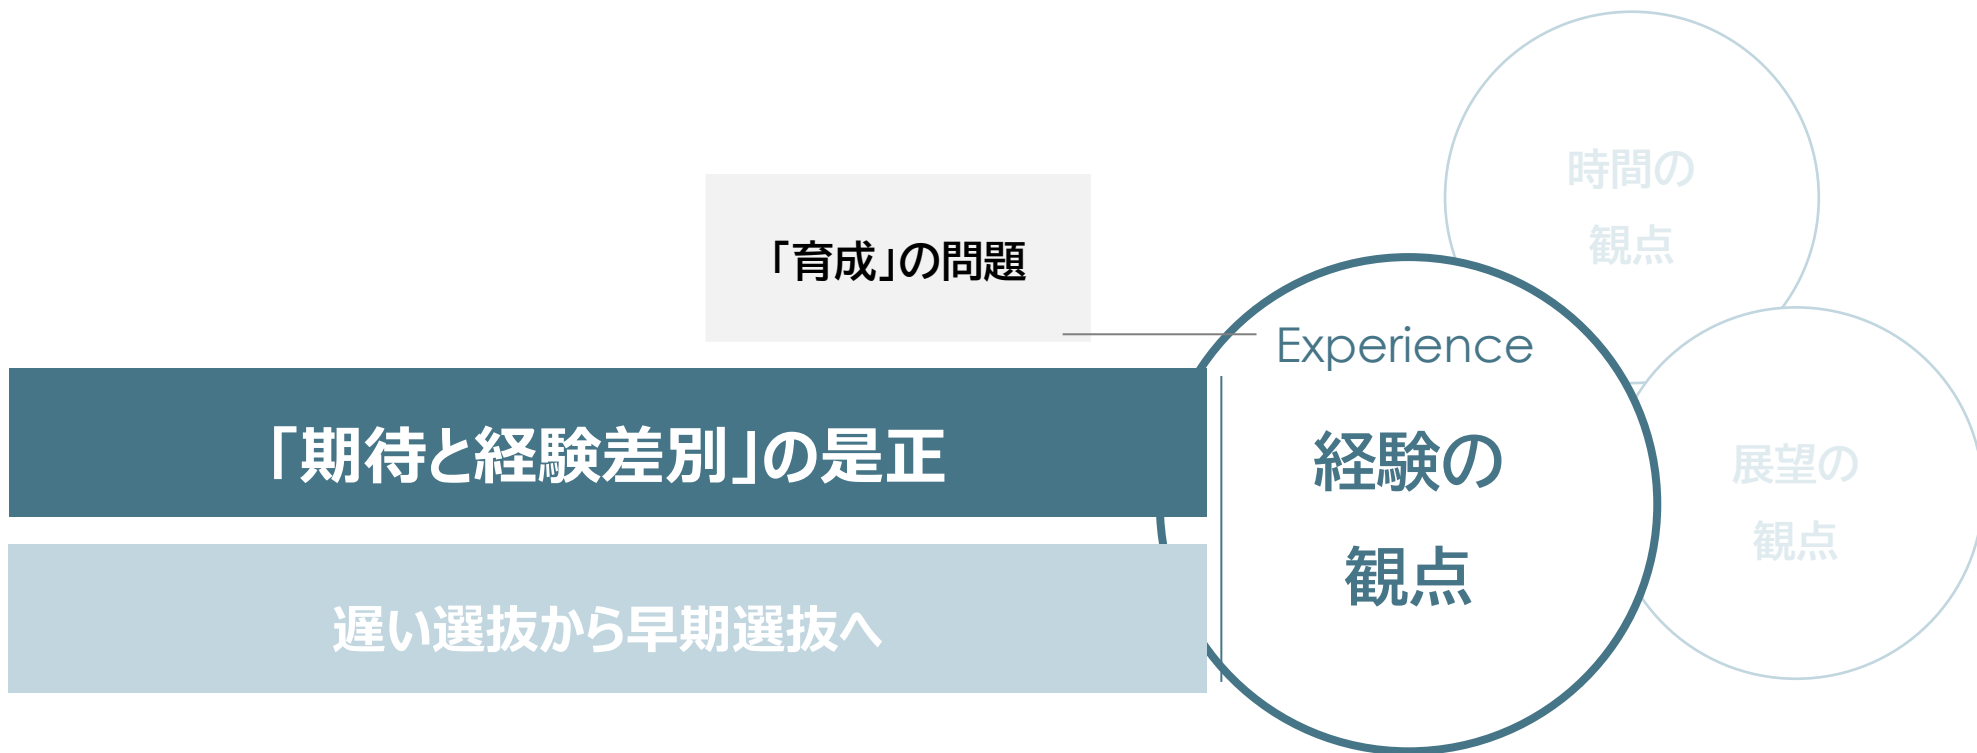 「育成」の問題
「期待と経験差別」の是正
遅い選抜から早期選抜へ
Experience
経験の
観点
時間の
観点
展望の
観点